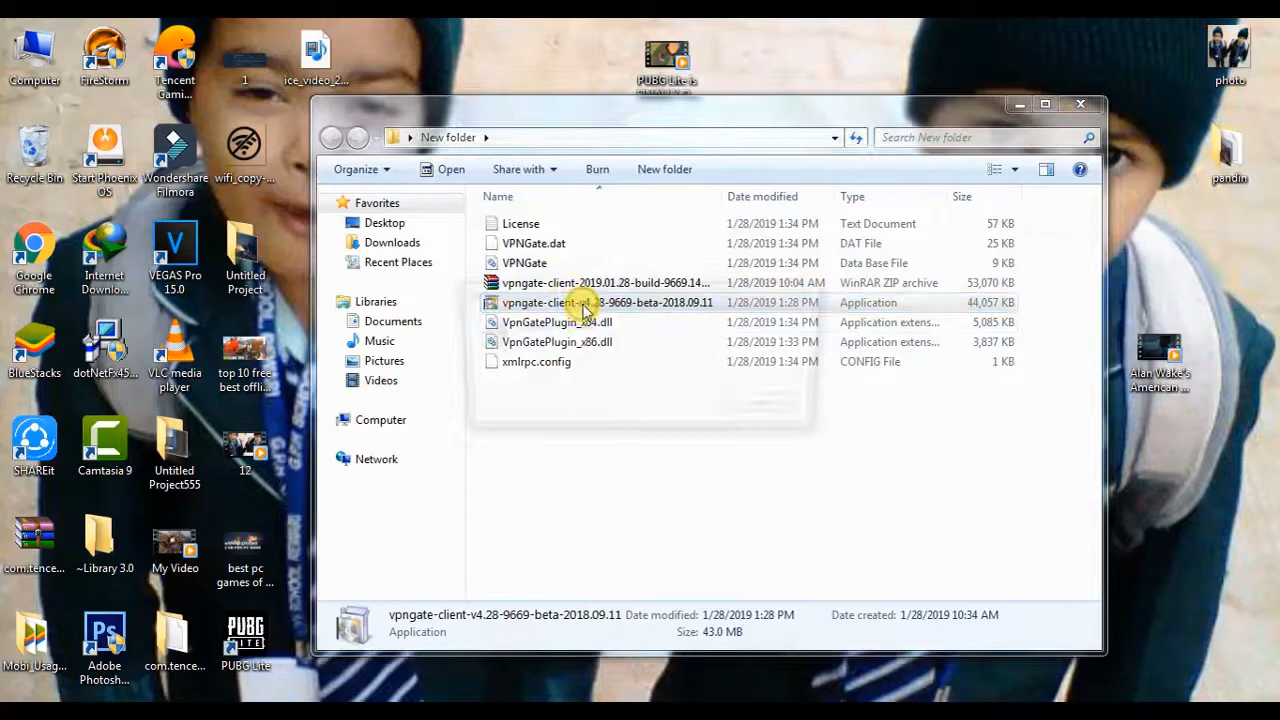 Computer
FireStorm
Tencent
Gami...
1
ice_video_2...
PUBG Lite is
photo
Recycle Bin
Start Phoenix
OS
Wondershare
Filmora
wifi_copy-...
pandin
Google
Chrome
Internet
Downloa...
VEGAS Pro
15.0
Untitled
Project
BlueStacks
dotNetFx45...
VLC media
player
top 10 free
best offli...
Alan Wake's
American ...
SHAREit
Camtasia 9
Untitled
Project555
12
com.tence...
~Library 3.0
My Video
best pc
games of ...
Mobi_Usag...
Adobe
Photosh...
com.tence...
PUBG
LITE
PUBG Lite
New folder
Search New folder
Organize
Open
Share with
Burn
New folder
Favorites
Desktop
Downloads
Recent Places
Libraries
Documents
Music
Pictures
Videos
Computer
Network
Name Date modified Type Size
License 1/28/2019 1:34 PM Text Document 57 KB
VPNGate.dat 1/28/2019 1:34 PM DAT File 25 KB
VPNGate 1/28/2019 1:34 PM Data Base File 9 KB
vpngate-client-2019.01.28-build-9669.14... 1/28/2019 10:04 AM WinRAR ZIP archive 53,070 KB
vpngate-client-v4.28-9669-beta-2018.09.11 1/28/2019 1:28 PM Application 44,057 KB
VpnGatePlugin_x64.dll 1/28/2019 1:34 PM Application extens... 5,085 KB
VpnGatePlugin_x86.dll 1/28/2019 1:33 PM Application extens... 3,837 KB
xmlrpc.config 1/28/2019 1:34 PM CONFIG File 1 KB
vpngate-client-v4.28-9669-beta-2018.09.11 Date modified: 1/28/2019 1:28 PM Date created: 1/28/2019 10:34 AM
Application Size: 43.0 MB